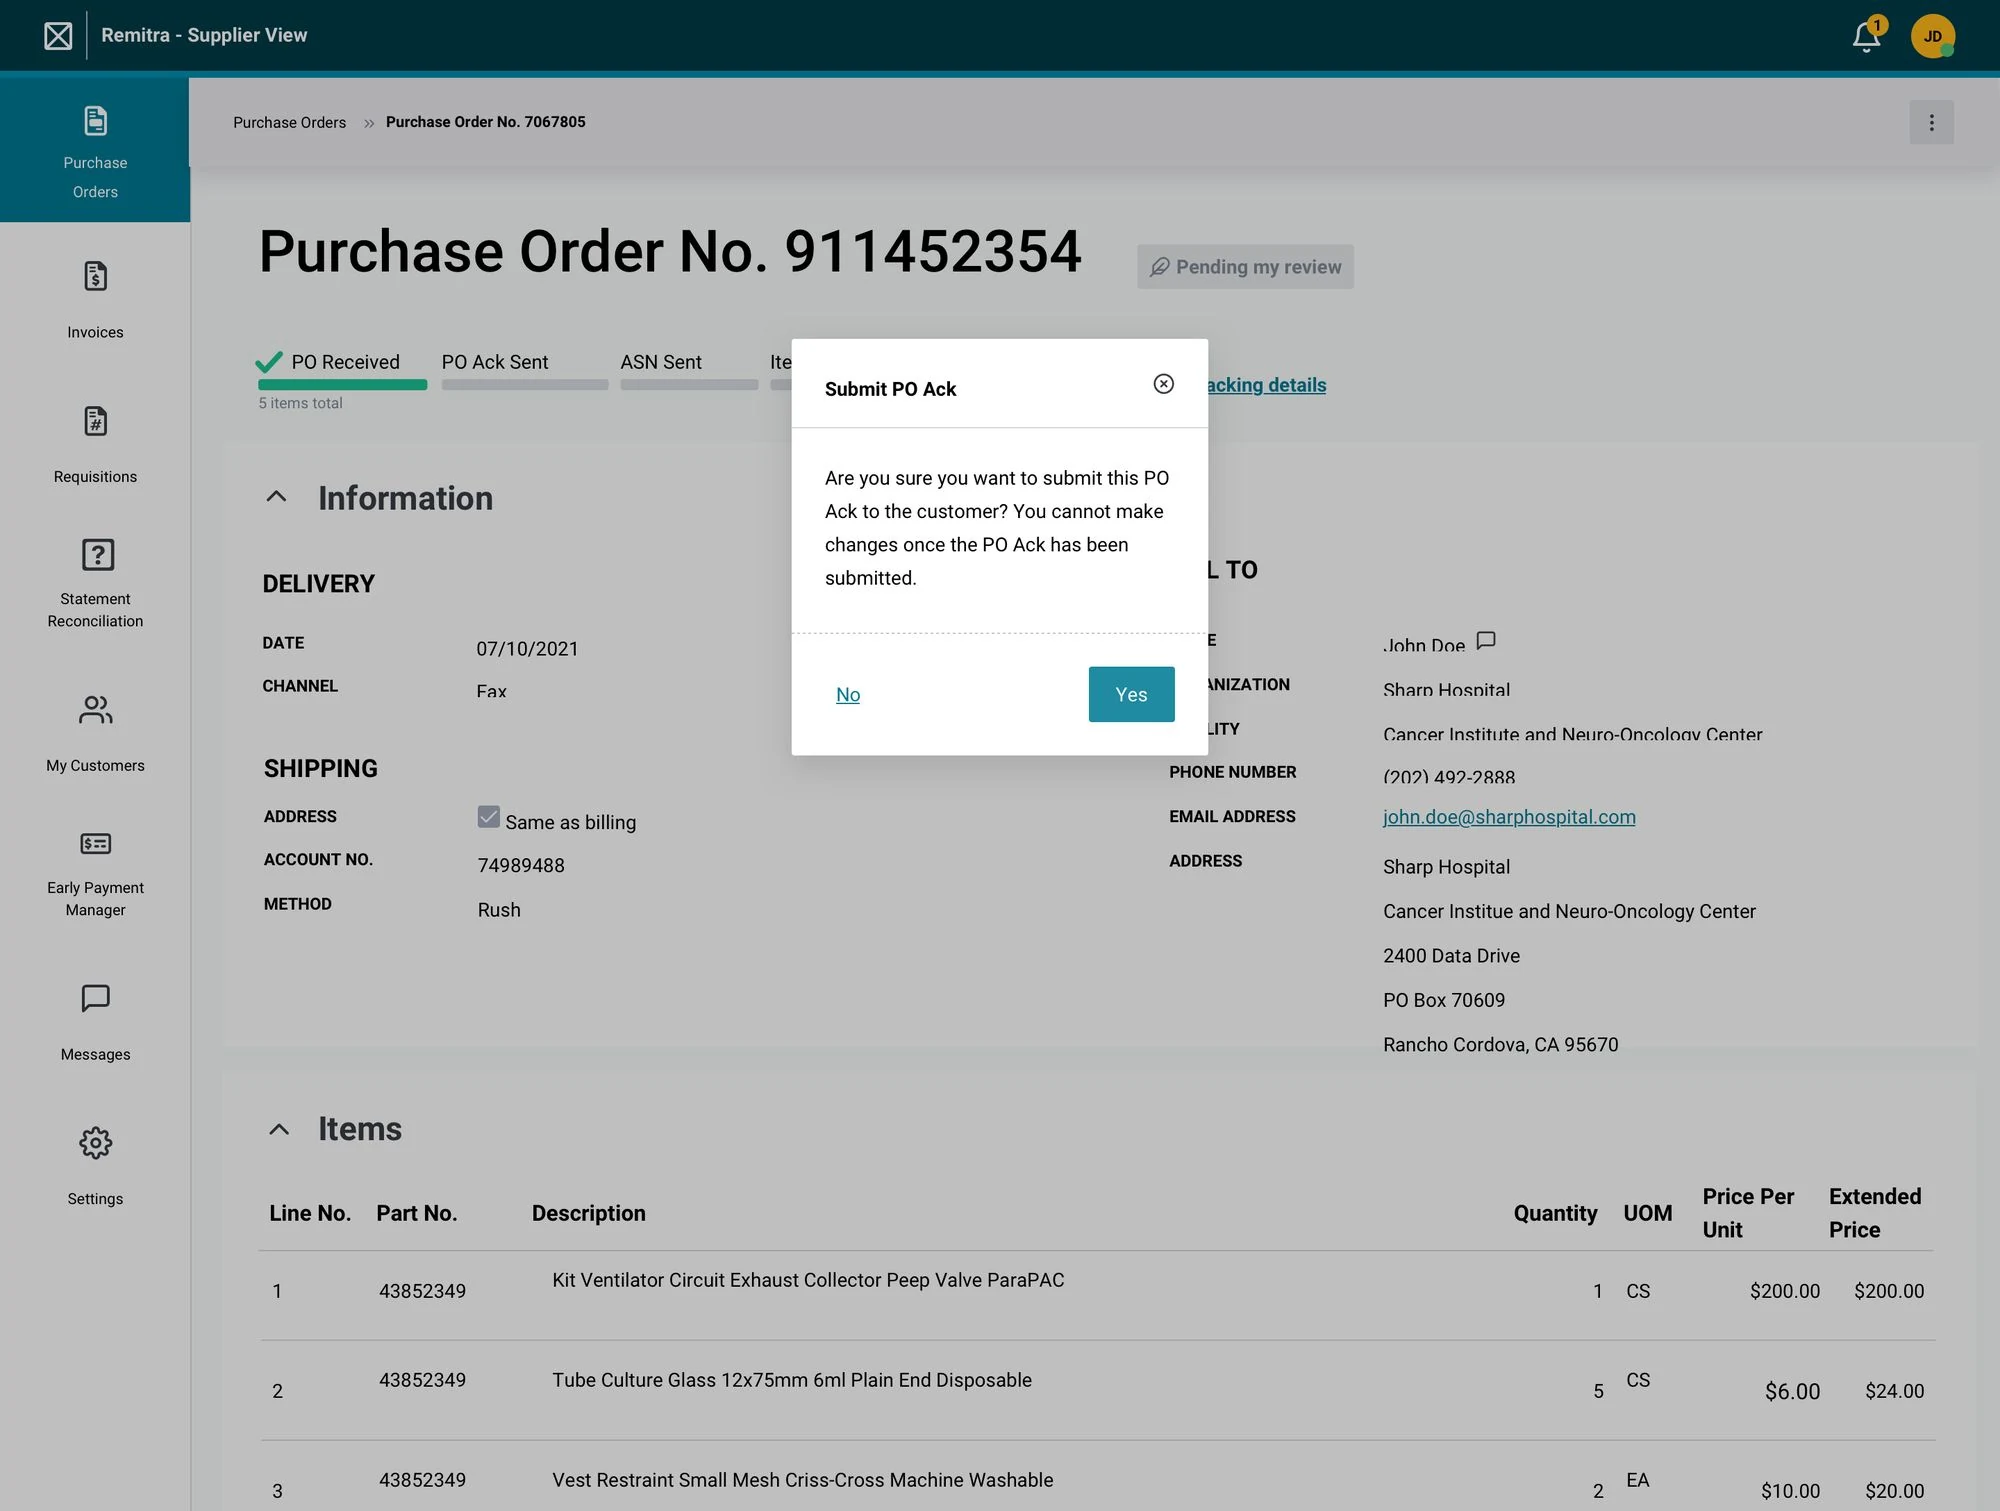 Remitra - Supplier View
1
JD
Purchase
Orders
Invoices
Requisitions
Statement
Reconciliation
My Customers
Early Payment
Manager
Messages
Settings
Purchase Orders » Purchase Order No. 7067805
Purchase Order No. 911452354
Pending my review
PO Received
PO Ack Sent
ASN Sent
Ite
acking details
5 items total
Submit PO Ack
Are you sure you want to submit this PO
Ack to the customer? You cannot make
changes once the PO Ack has been
submitted.
No
Yes
Information
DELIVERY
DATE 07/10/2021
CHANNEL Fax
SHIPPING
ADDRESS Same as billing
ACCOUNT NO. 74989488
METHOD Rush
L TO
E John Doe
ANIZATION Sharp Hospital
LITY Cancer Institute and Neuro-Oncology Center
PHONE NUMBER (202) 492-2888
EMAIL ADDRESS john.doe@sharphospital.com
ADDRESS Sharp Hospital
Cancer Institue and Neuro-Oncology Center
2400 Data Drive
PO Box 70609
Rancho Cordova, CA 95670
Items
Line No. Part No. Description Quantity UOM Price Per Unit Extended Price
1 43852349 Kit Ventilator Circuit Exhaust Collector Peep Valve ParaPAC 1 CS $200.00 $200.00
2 43852349 Tube Culture Glass 12x75mm 6ml Plain End Disposable 5 CS $6.00 $24.00
3 43852349 Vest Restraint Small Mesh Criss-Cross Machine Washable 2 EA $10.00 $20.00